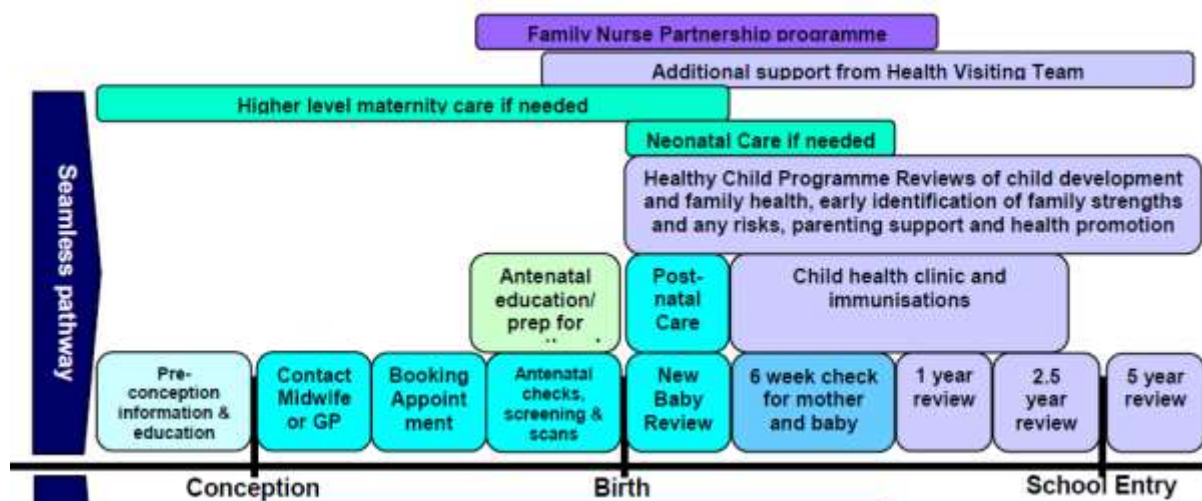 Family Nurse Partnership programme
Additional support from Health Visiting Team
Higher level maternity care if needed
Neonatal Care if needed
Seamless pathway
Healthy Child Programme Reviews of child development
and family health, early identification of family strengths
and any risks, parenting support and health promotion
Antenatal
education/
prep for
Post-
natal
Care
Child health clinic and
immunisations
Pre-
conception
information &
education
Contact
Midwife
or GP
Booking
Appoint
ment
Antenatal
checks,
screening &
scans
New
Baby
Review
6 week check
for mother
and baby
1 year
review
2.5
year
review
5 year
review
Conception
Birth
School Entry